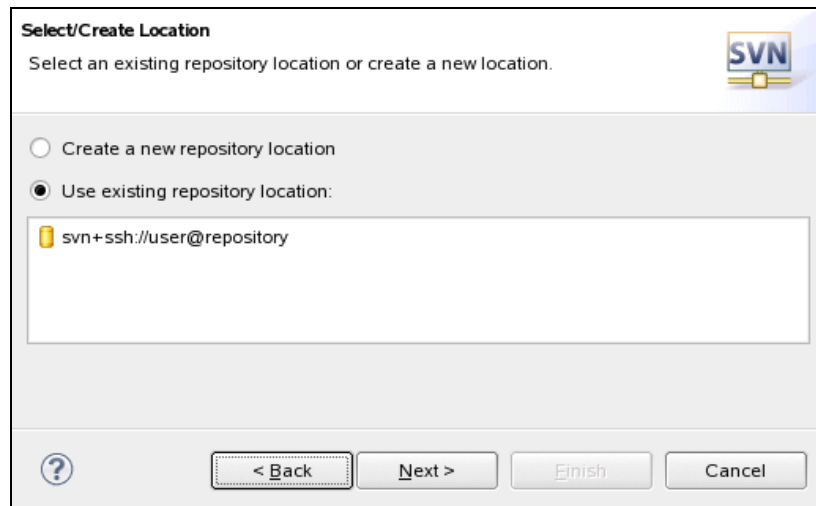 Select/Create Location
Select an existing repository location or create a new location.
SVN
Create a new repository location
Use existing repository location:
svn+ssh://user@repository
? < Back Next > Finish Cancel